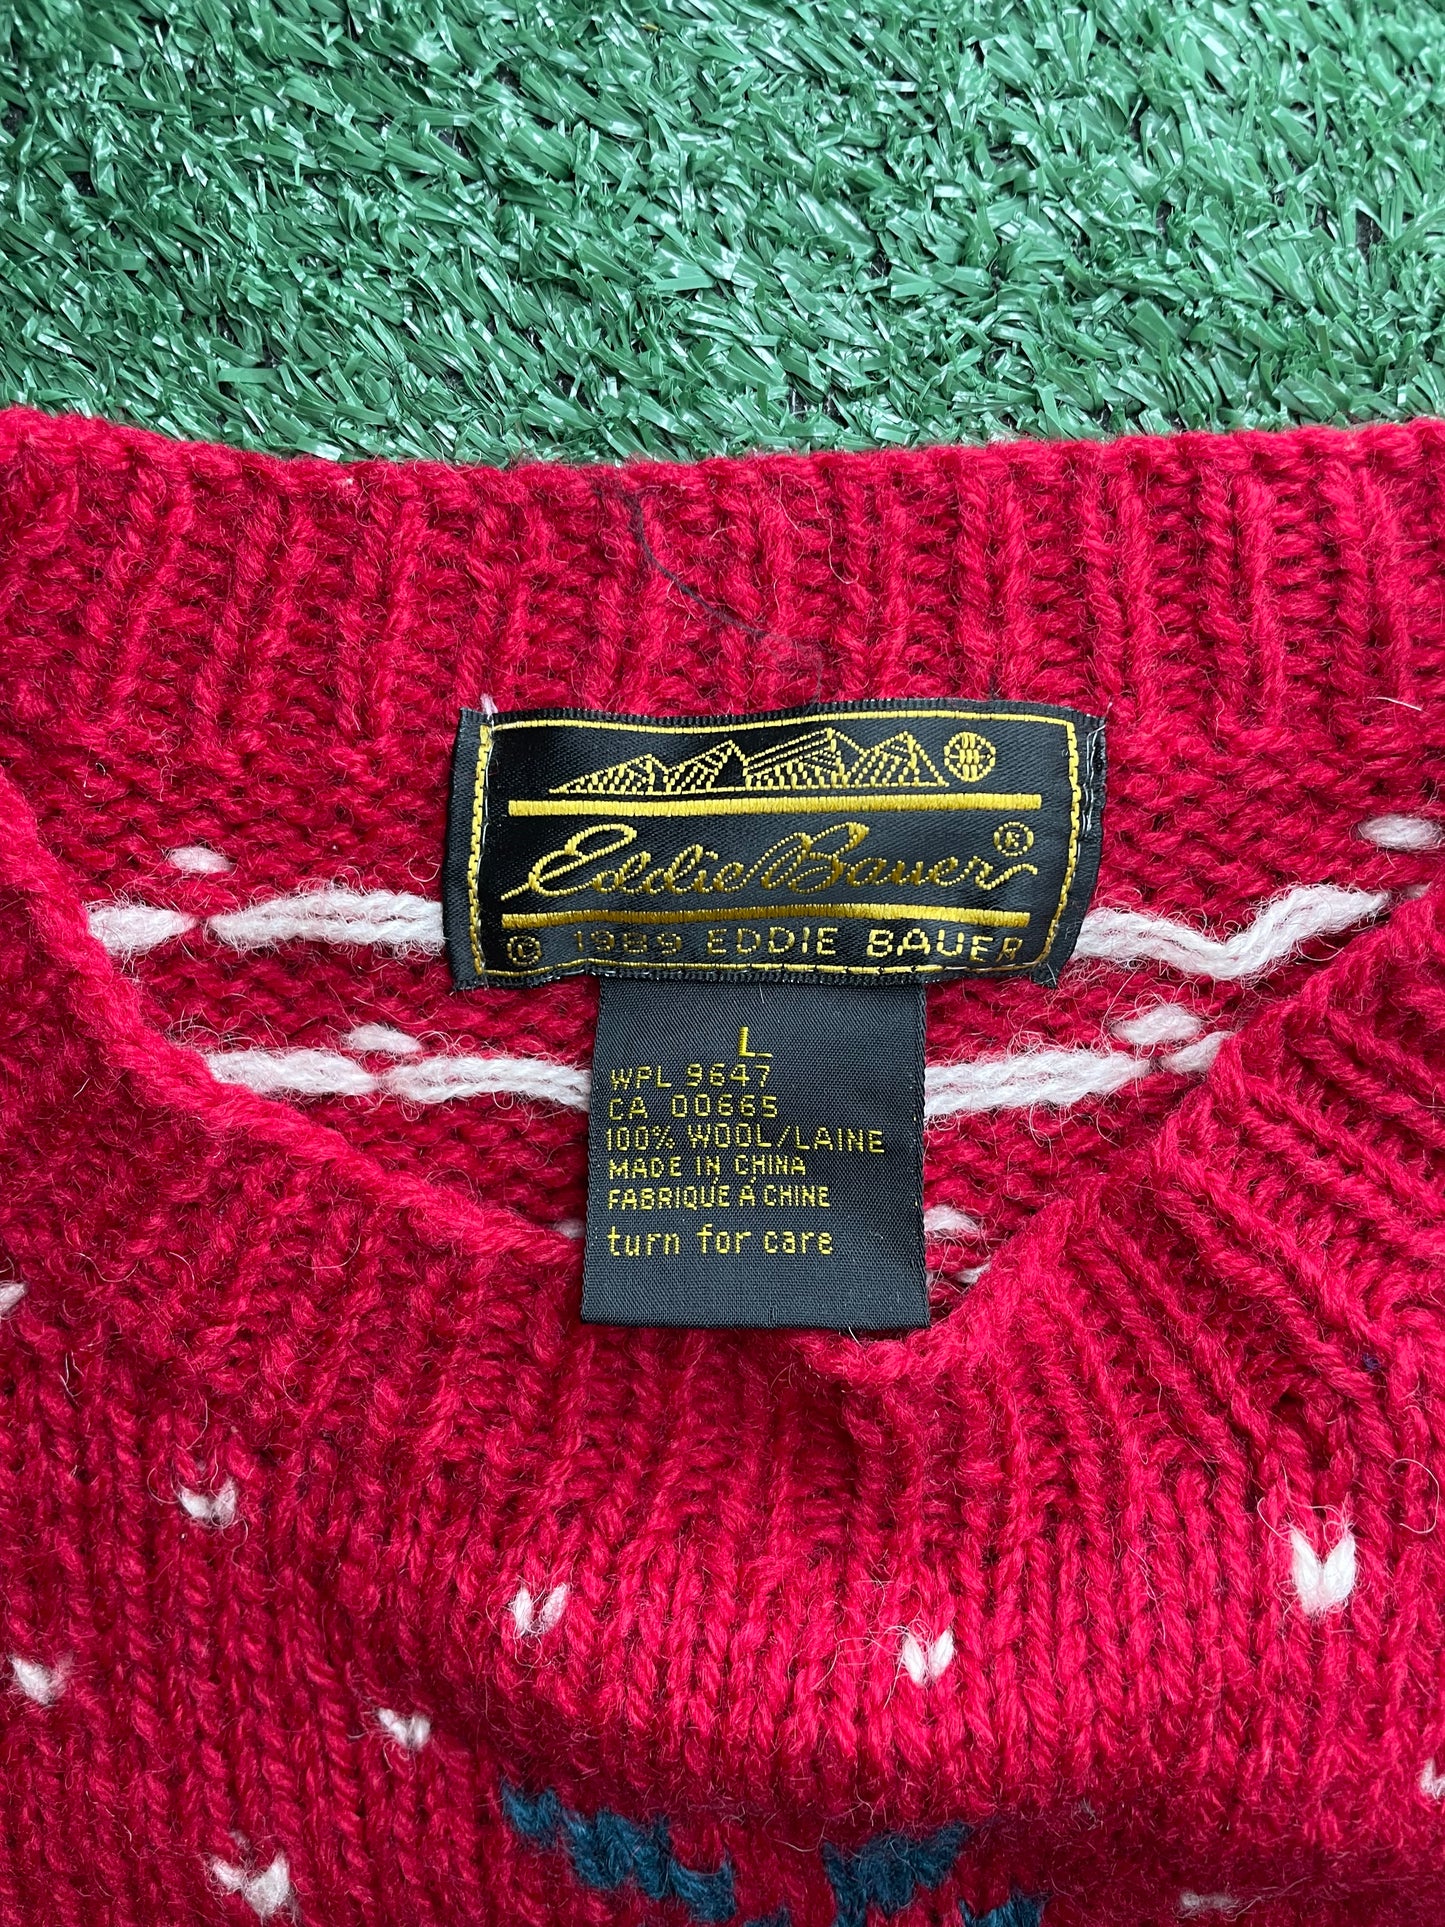 Eddie Bauer®
© 1989 EDDIE BAUER
L
WPL 9647
CA 00665
100% WOOL/LAINE
MADE IN CHINA
FABRIQUE À CHINE
turn for care